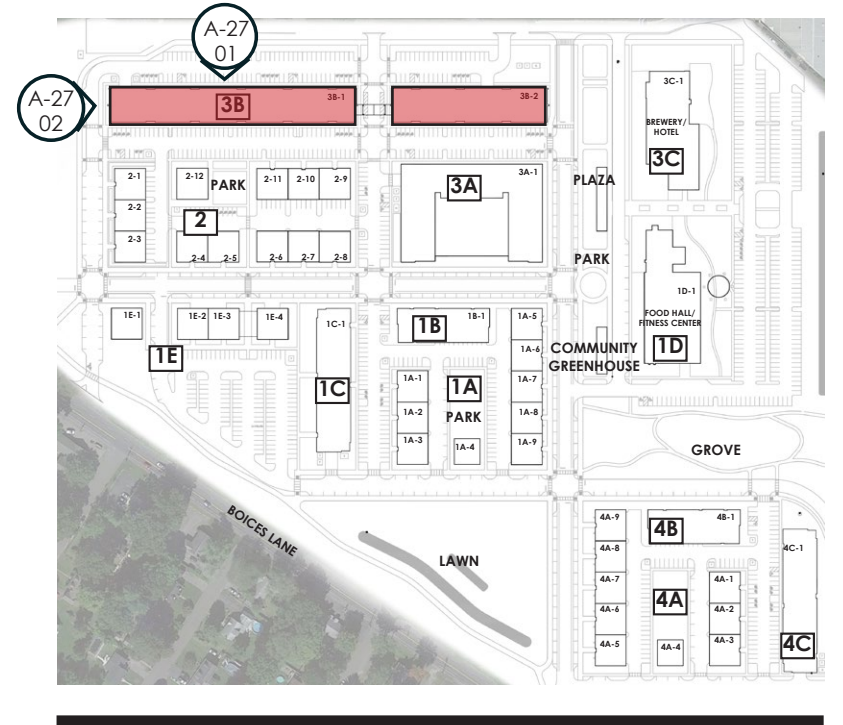 A-27
01
A-27
02
3B
3B-1
3B-2
3C-1
BREWERY/
HOTEL
3C
2-1
2-2
2-3
2-12
PARK
2-11
2-10
2-9
2
2-4
2-5
2-6
2-7
2-8
3A
3A-1
PLAZA
PARK
1D-1
FOOD HALL/
FITNESS CENTER
1D
1E-1
1E-2
1E-3
1E-4
1E
1C-1
1C
1B
1B-1
1A-5
1A-6
1A-7
1A-8
1A-9
1A-1
1A-2
1A-3
1A
PARK
1A-4
COMMUNITY
GREENHOUSE
GROVE
BOICES LANE
LAWN
4A-9
4A-8
4A-7
4A-6
4A-5
4B
4B-1
4A
4A-4
4A-1
4A-2
4A-3
4C-1
4C